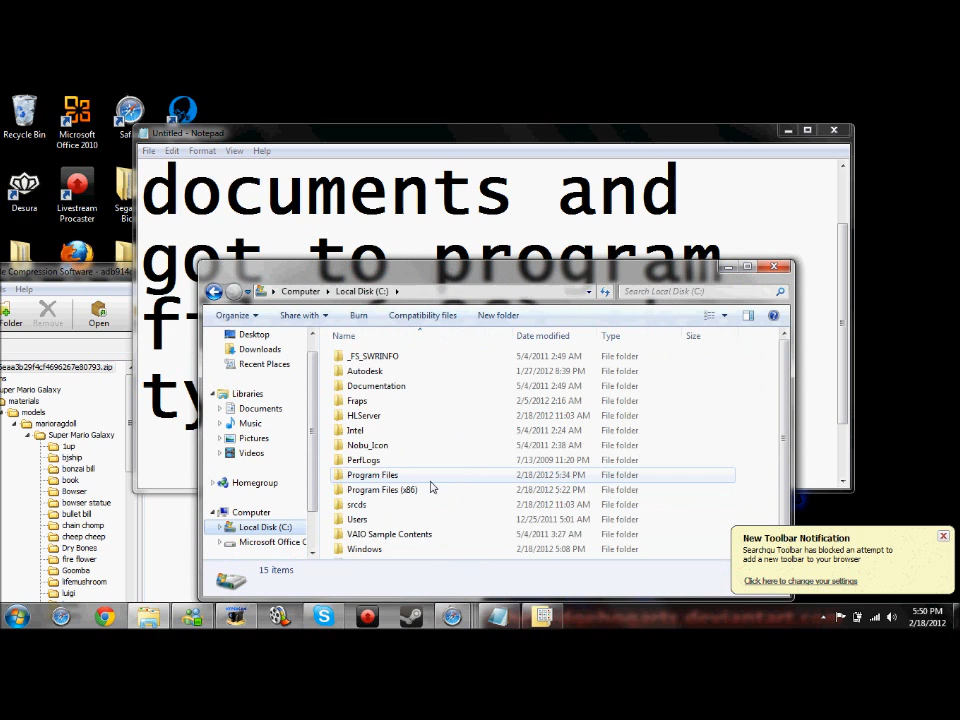 Recycle Bin
Microsoft
Office 2010
Desura
Livestream
Procaster
Untitled - Notepad
File Edit Format View Help
documents and
got to program
ty
le Compression Software - adb914
Help
Remove
Open
5eaa3b29f4cf4696267e80793.zip
uper Mario Galaxy
materials
models
marioragdoll
Super Mario Galaxy
1up
bjship
bonzai bill
book
Bowser
bowser statue
bullet bill
chain chomp
cheep cheep
Dry Bones
fire flower
Goomba
lifemushroom
luigi
Computer Local Disk (C:)
Search Local Disk (C:)
Organize Share with Burn Compatibility files New folder
Desktop
Downloads
Recent Places
Libraries
Documents
Music
Pictures
Videos
Homegroup
Computer
Local Disk (C:)
Microsoft Office C
Name Date modified Type Size
_FS_SWRINFO 5/4/2011 2:49 AM File folder
Autodesk 1/27/2012 8:39 PM File folder
Documentation 5/4/2011 2:49 AM File folder
Fraps 2/5/2012 2:16 AM File folder
HLServer 2/18/2012 11:03 AM File folder
Intel 5/4/2011 2:24 AM File folder
Nobu_Icon 5/4/2011 2:38 AM File folder
PerfLogs 7/13/2009 11:20 PM File folder
Program Files 2/18/2012 5:34 PM File folder
Program Files (x86) 2/18/2012 5:22 PM File folder
srcds 2/18/2012 11:03 AM File folder
Users 12/25/2011 5:01 AM File folder
VAIO Sample Contents 5/4/2011 3:27 AM File folder
Windows 2/18/2012 5:08 PM File folder
15 items
New Toolbar Notification
Searchqu Toolbar has blocked an attempt to
add a new toolbar to your browser
Click here to change your settings
5:50 PM
2/18/2012